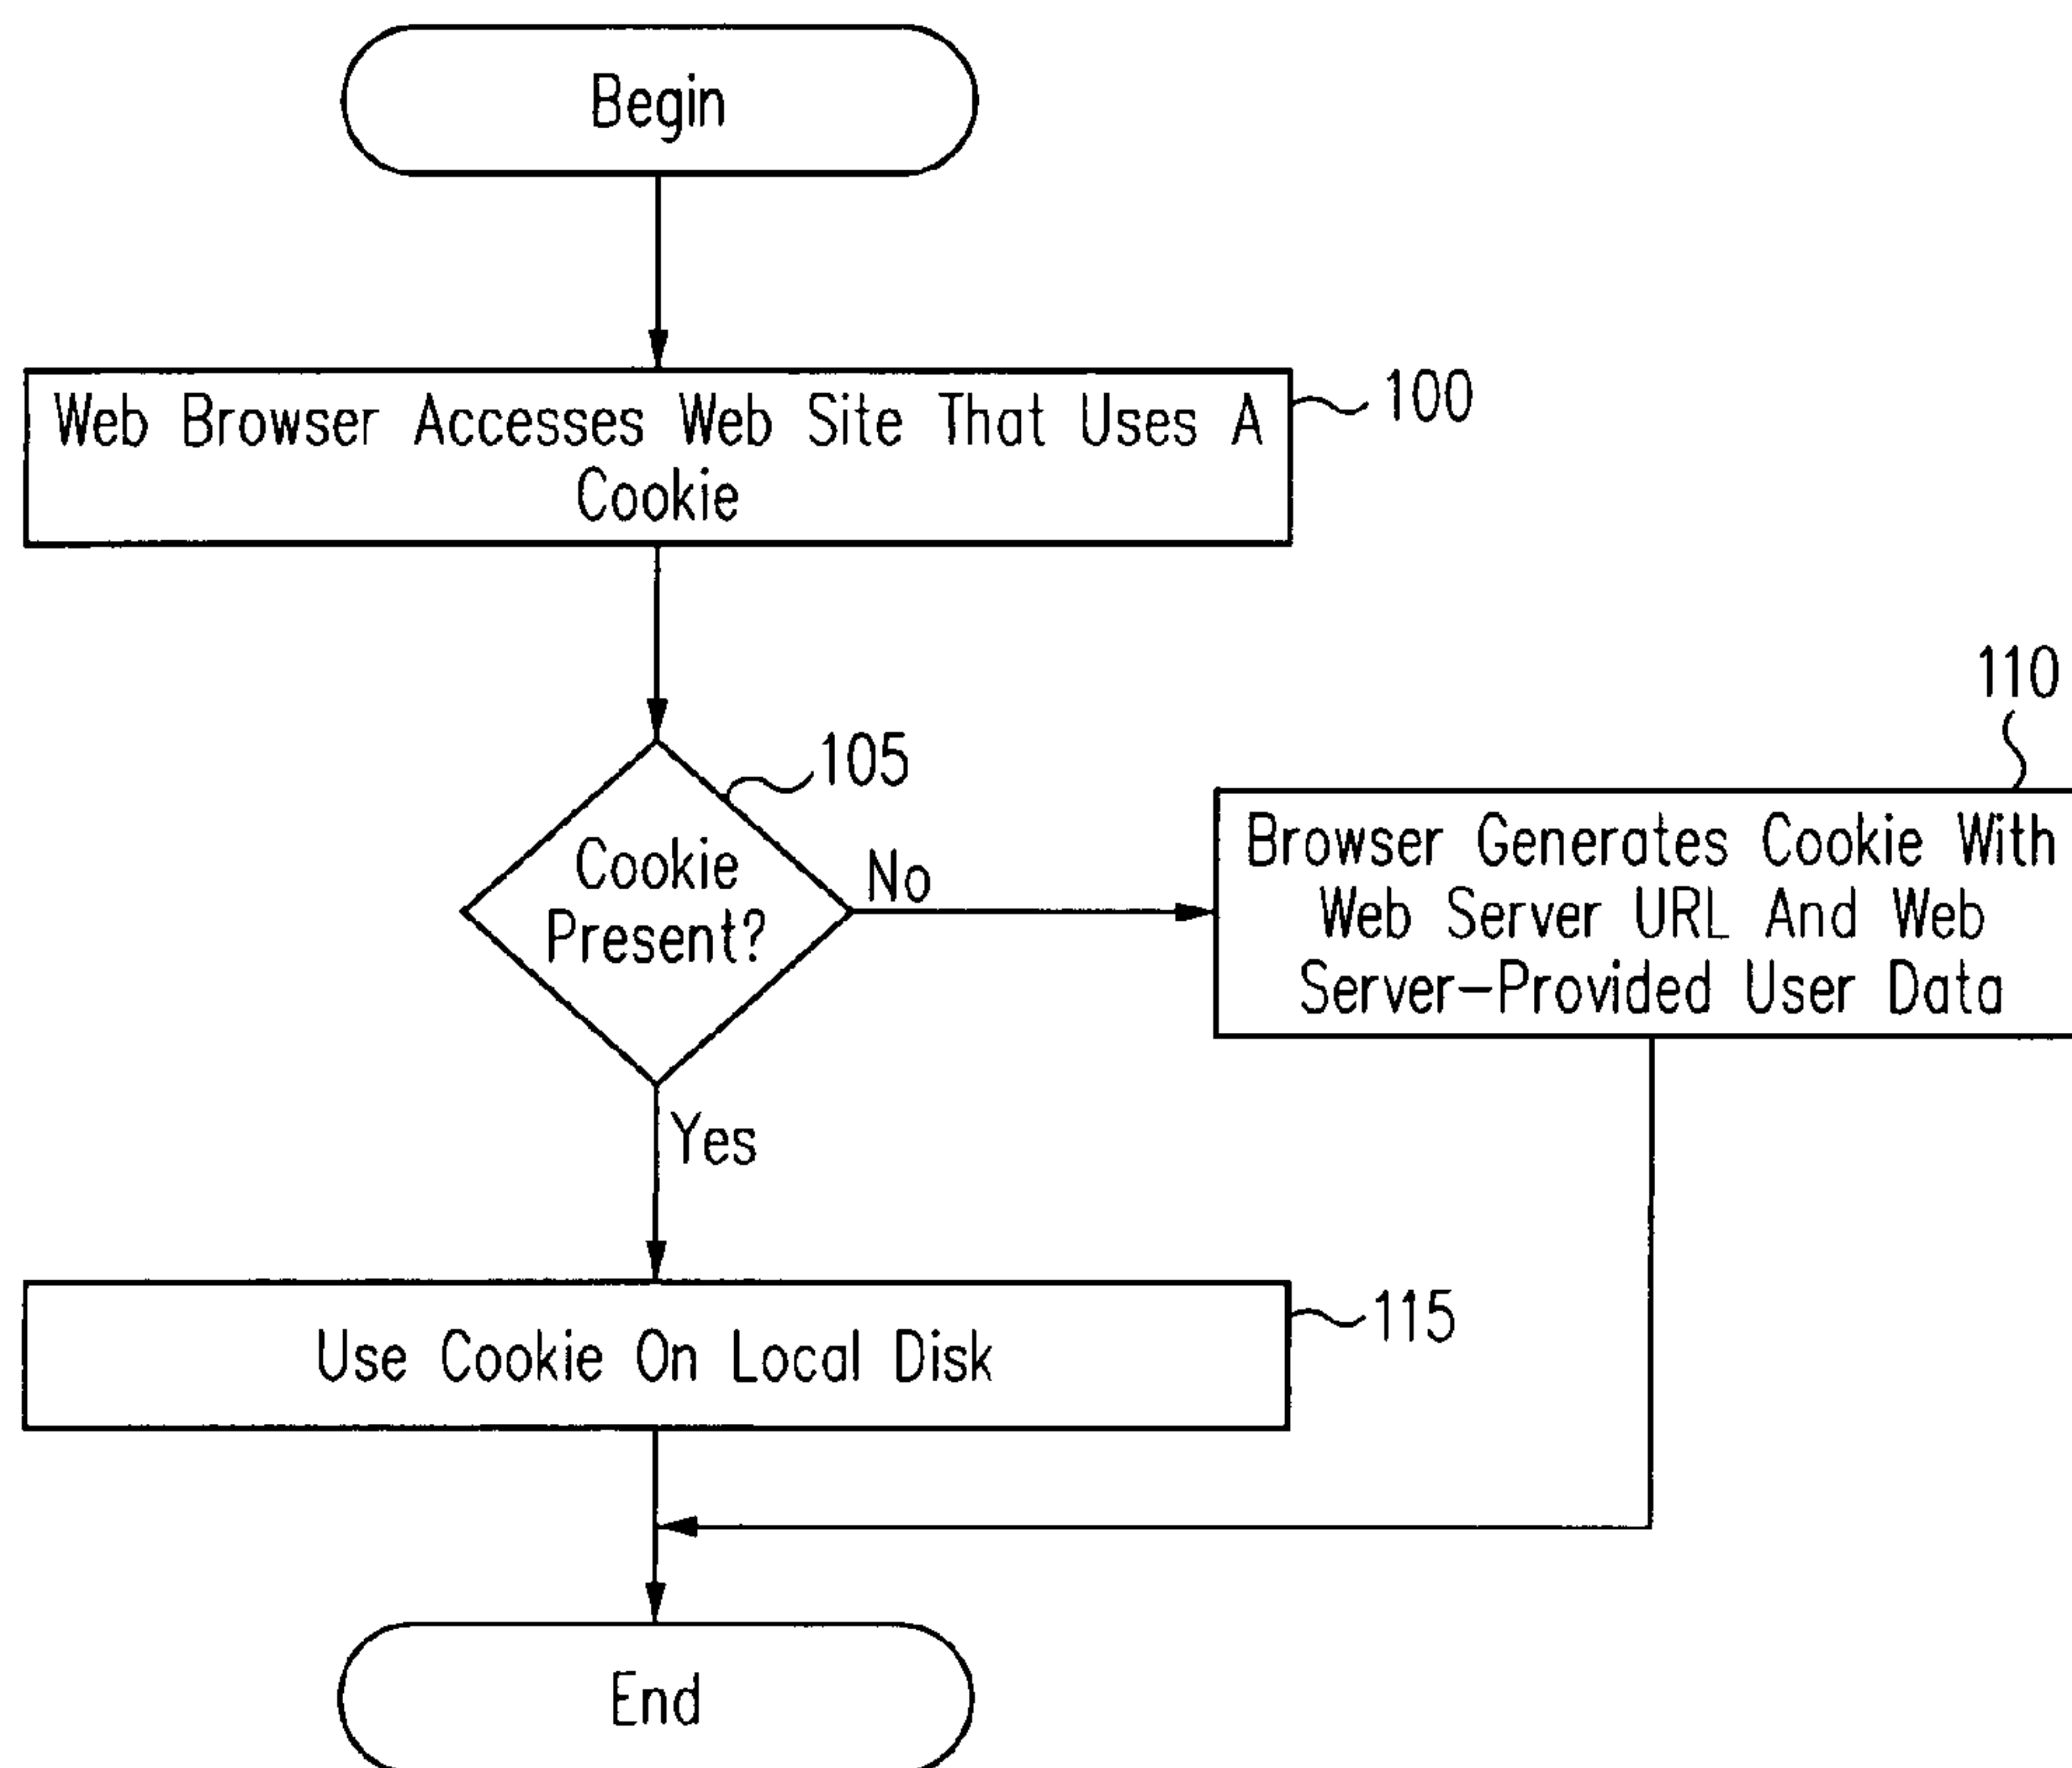 Begin
Web Browser Accesses Web Site That Uses A
Cookie
100
105
Cookie
Present?
No
110
Browser Generates Cookie With
Web Server URL And Web
Server-Provided User Data
Yes
Use Cookie On Local Disk
115
End